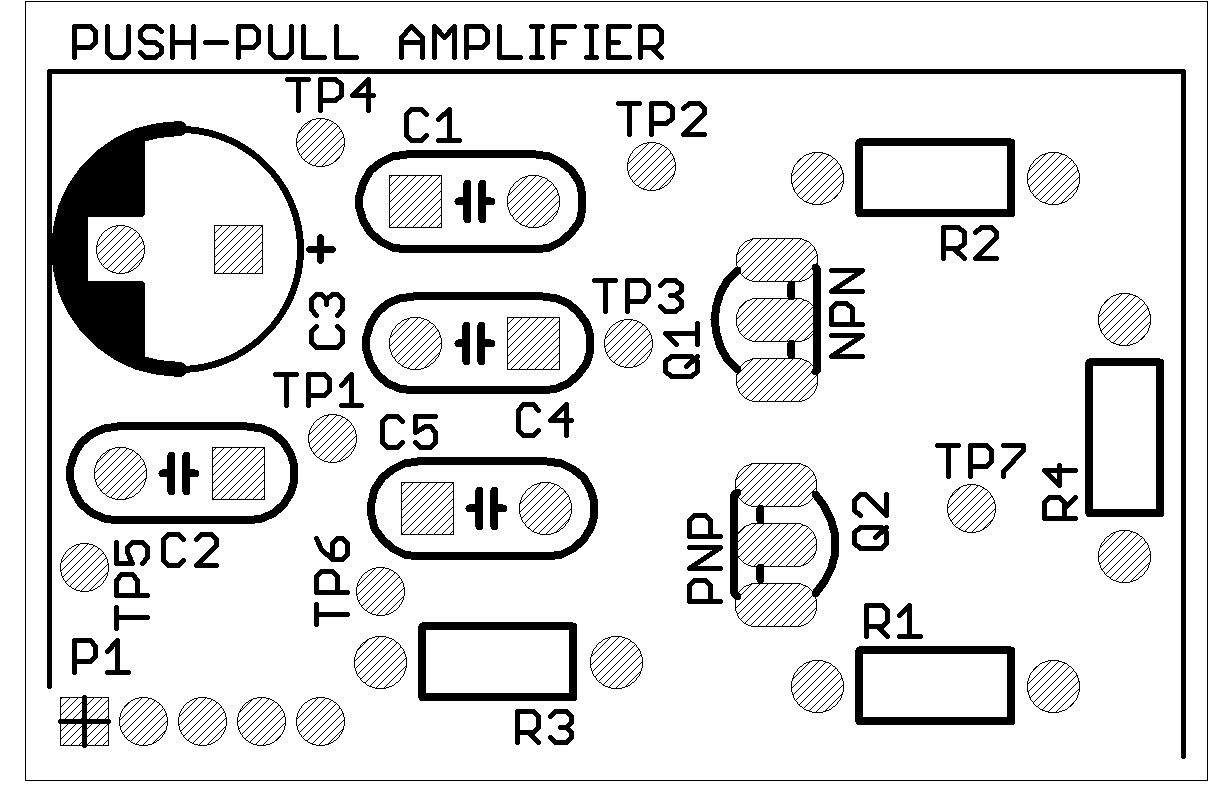 PUSH-PULL AMPLIFIER
TP4
C1
TP2
R2
+
C3
TP3
Q1
NPN
TP1
C5
C4
TP7
R4
C2
TP5
TP6
PNP
Q2
R1
P1
R3